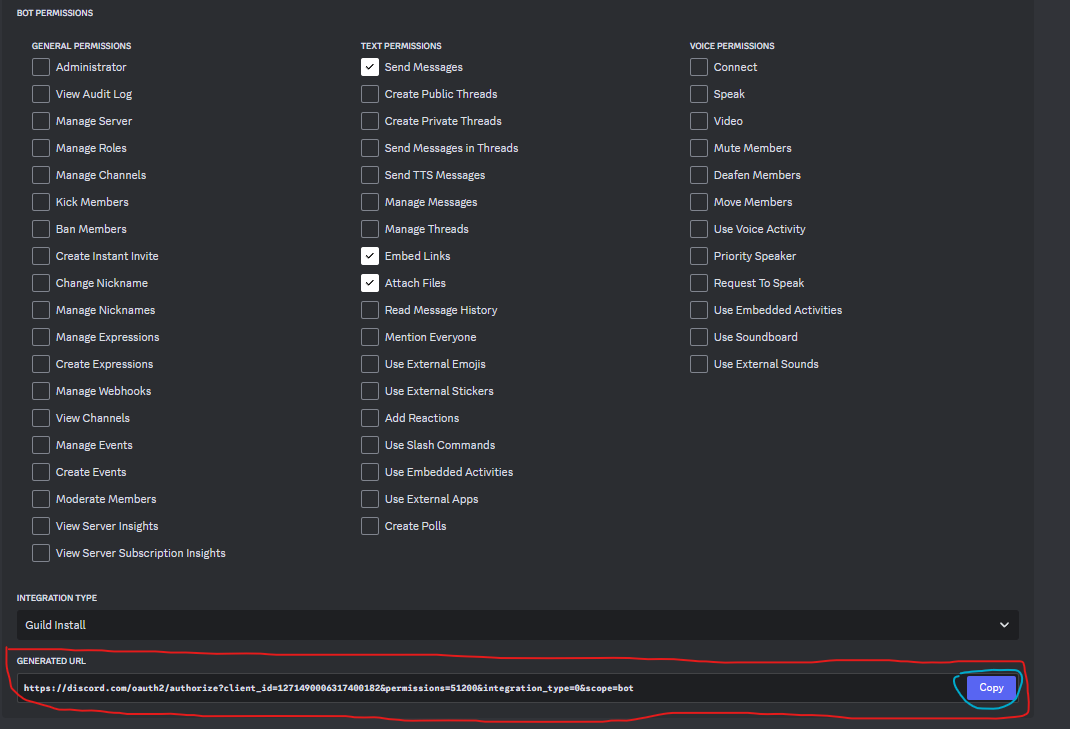 BOT PERMISSIONS
GENERAL PERMISSIONS
Administrator
View Audit Log
Manage Server
Manage Roles
Manage Channels
Kick Members
Ban Members
Create Instant Invite
Change Nickname
Manage Nicknames
Manage Expressions
Create Expressions
Manage Webhooks
View Channels
Manage Events
Create Events
Moderate Members
View Server Insights
View Server Subscription Insights
TEXT PERMISSIONS
Send Messages
Create Public Threads
Create Private Threads
Send Messages in Threads
Send TTS Messages
Manage Messages
Manage Threads
Embed Links
Attach Files
Read Message History
Mention Everyone
Use External Emojis
Use External Stickers
Add Reactions
Use Slash Commands
Use Embedded Activities
Use External Apps
Create Polls
VOICE PERMISSIONS
Connect
Speak
Video
Mute Members
Deafen Members
Move Members
Use Voice Activity
Priority Speaker
Request To Speak
Use Embedded Activities
Use Soundboard
Use External Sounds
INTEGRATION TYPE
Guild Install
GENERATED URL
https://discord.com/oauth2/authorize?client_id=1271490006317400182&permissions=51200&integration_type=0&scope=bot
Copy